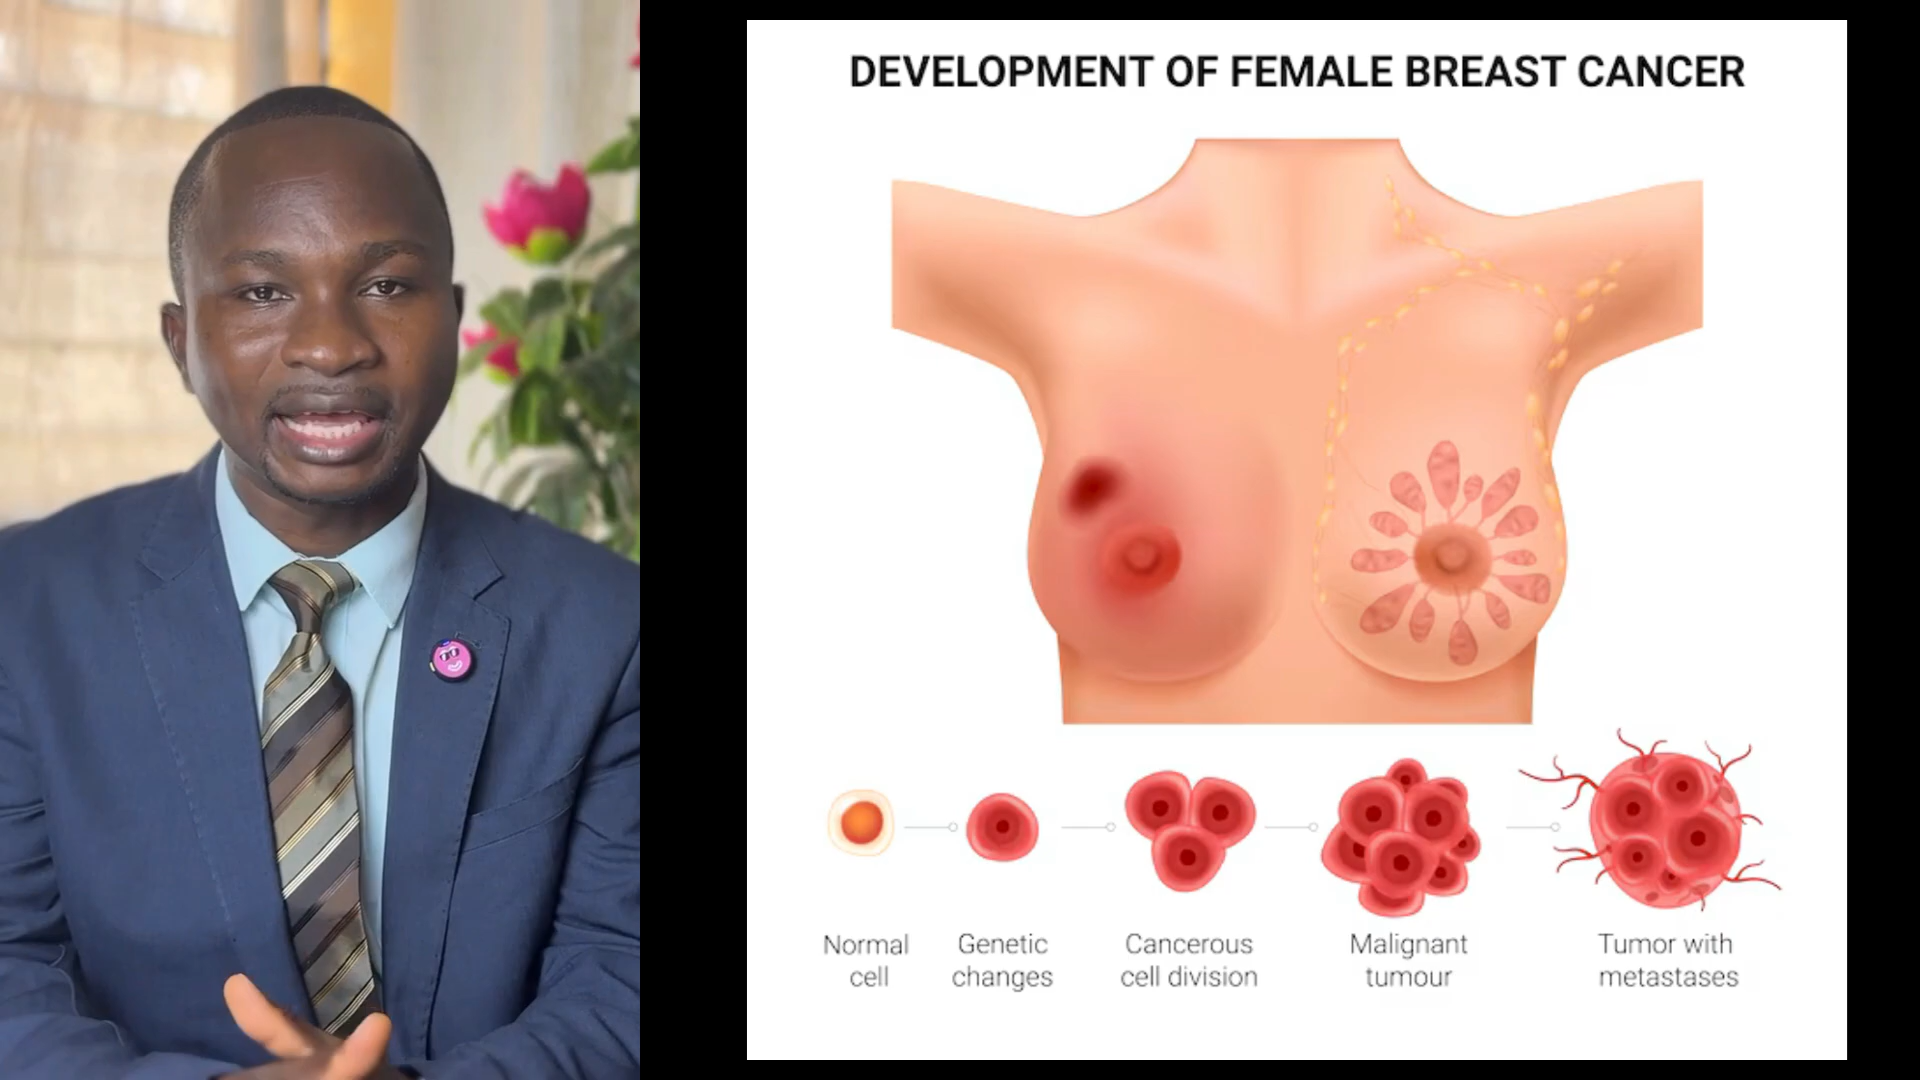 DEVELOPMENT OF FEMALE BREAST CANCER
Normal
cell
Genetic
changes
Cancerous
cell division
Malignant
tumour
Tumor with
metastases